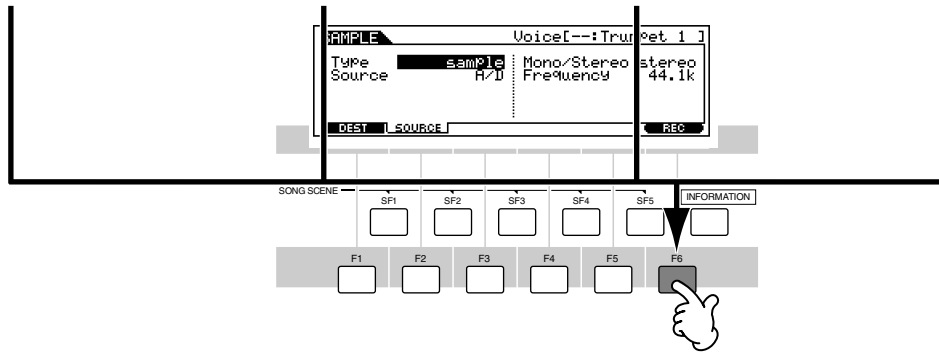 SAMPLE Voice[--:Trumpet 1 ]
Type sample Mono/Stereo stereo
Source A/D Frequency 44.1k
DEST SOURCE REC
SONG SCENE SF1 SF2 SF3 SF4 SF5 INFORMATION
F1 F2 F3 F4 F5 F6